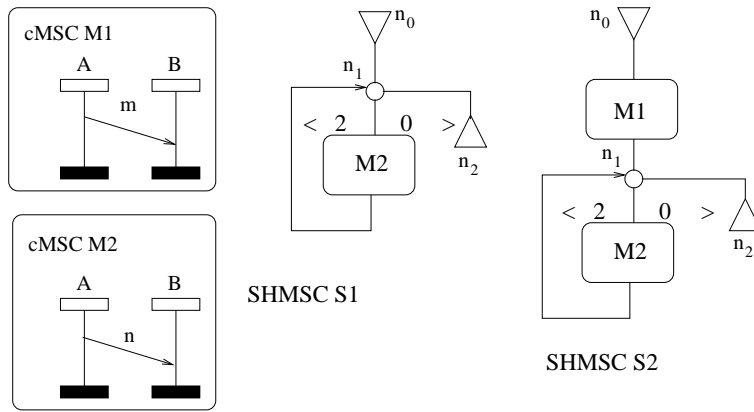 cMSC M1
A B
m
cMSC M2
A B
n
n0
n1
< 2 0 >
M2
n2
SHMSC S1
n0
M1
n1
< 2 0 >
M2
n2
SHMSC S2